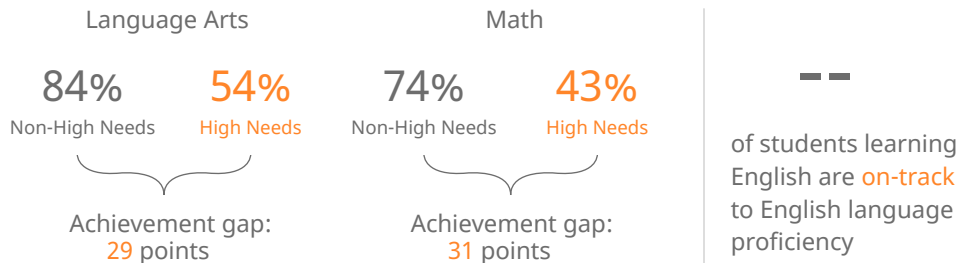 Language Arts
84%
Non-High Needs
54%
High Needs
Achievement gap:
29 points
Math
74%
Non-High Needs
43%
High Needs
Achievement gap:
31 points
--
of students learning
English are on-track
to English language
proficiency